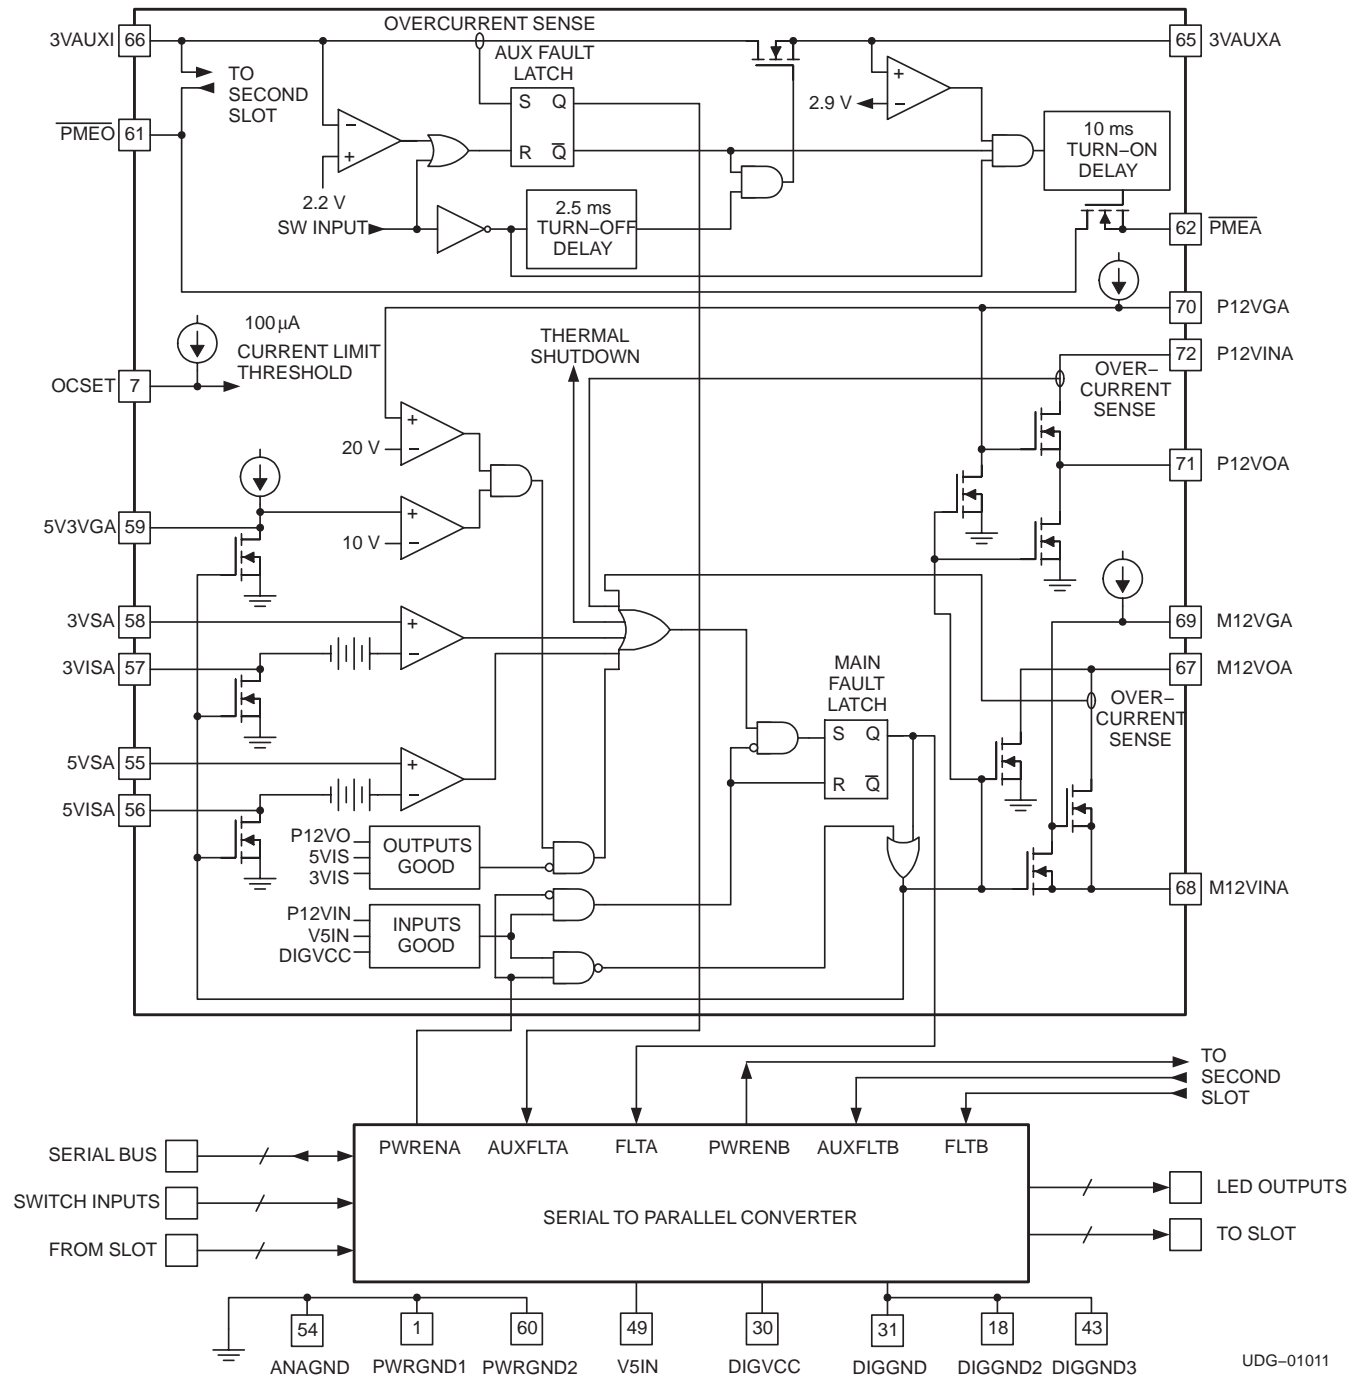 OVERCURRENT SENSE
3VAUXI 66
65 3VAUXA
AUX FAULT
LATCH
TO
SECOND
SLOT
S Q
R Q
+
−
2.9 V
PMEO 61
−
+
2.2 V
10 ms
TURN−ON
DELAY
SW INPUT
2.5 ms
TURN−OFF
DELAY
62 PMEA
70 P12VGA
100 µA
CURRENT LIMIT
THRESHOLD
THERMAL
SHUTDOWN
72 P12VINA
OVER−
CURRENT
SENSE
OCSET 7
+
20 V −
71 P12VOA
5V3VGA 59
+
10 V −
3VSA 58
+
−
69 M12VGA
3VISA 57
67 M12VOA
MAIN
FAULT
LATCH
OVER−
CURRENT
SENSE
S Q
R Q
5VSA 55
+
−
5VISA 56
P12VO
5VIS
3VIS
OUTPUTS
GOOD
68 M12VINA
P12VIN
V5IN
DIGVCC
INPUTS
GOOD
TO
SECOND
SLOT
PWRENA AUXFLTA FLTA PWRENB AUXFLTB FLTB
SERIAL BUS
SWITCH INPUTS
FROM SLOT
SERIAL TO PARALLEL CONVERTER
LED OUTPUTS
TO SLOT
54 1 60 49 30 31 18 43
ANAGND PWRGND1 PWRGND2 V5IN DIGVCC DIGGND DIGGND2 DIGGND3
UDG−01011